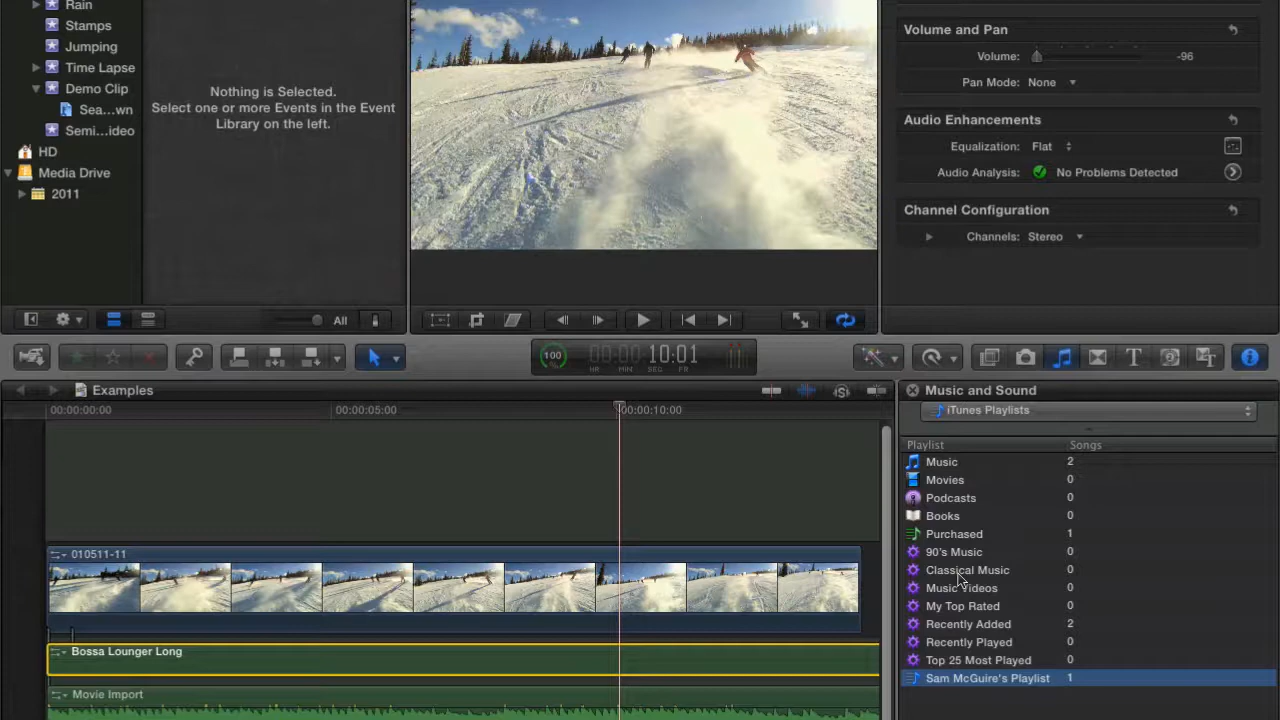 Rain
Stamps
Jumping
Time Lapse
Demo Clip
Sea...wn
Semi...ideo
HD
Media Drive
2011
Nothing is Selected.
Select one or more Events in the Event
Library on the left.
All
Volume and Pan
Volume: -96
Pan Mode: None
Audio Enhancements
Equalization: Flat
Audio Analysis: No Problems Detected
Channel Configuration
Channels: Stereo
100
00:00:10:01
HR MIN SEC FR
T
Examples
00:00:00:00
00:00:05:00
00:00:10:00
010511-11
Bossa Lounger Long
Movie Import
Music and Sound
iTunes Playlists
Playlist Songs
Music 2
Movies 0
Podcasts 0
Books 0
Purchased 1
90's Music 0
Classical Music 0
Music Videos 0
My Top Rated 0
Recently Added 2
Recently Played 0
Top 25 Most Played 0
Sam McGuire's Playlist 1